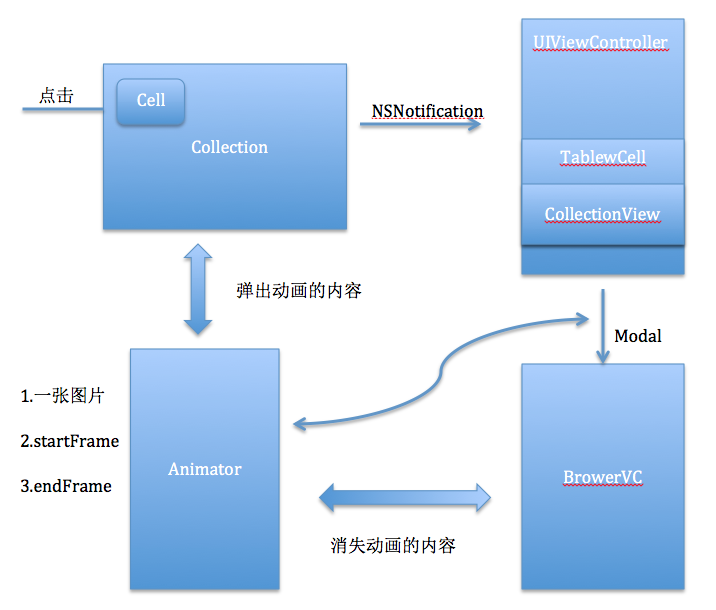 点击
Cell
Collection
NSNotification
UIViewController
TablewCell
CollectionView
弹出动画的内容
Modal
1.一张图片
2.startFrame
3.endFrame
Animator
BrowerVC
消失动画的内容